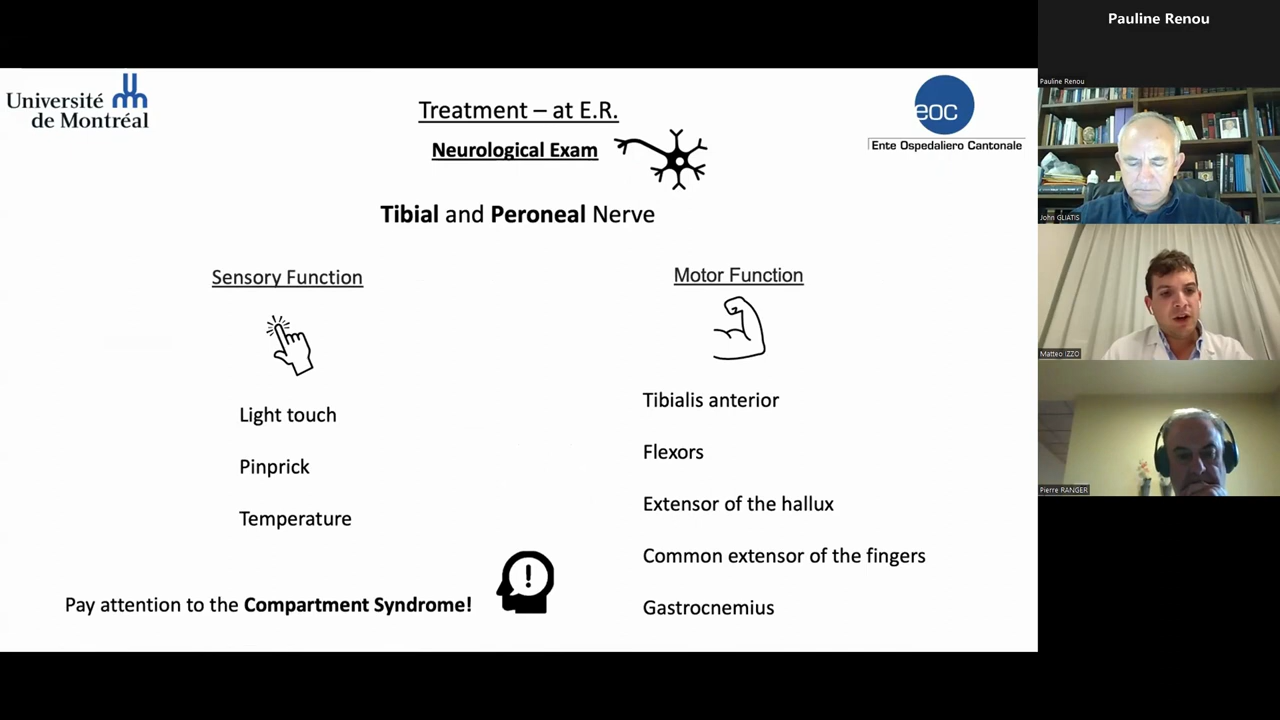 Pauline Renou
Pauline Renou
Université
de Montréal
Treatment – at E.R.
eoc
Ente Ospedaliero Cantonale
Neurological Exam
Tibial and Peroneal Nerve
Sensory Function
Light touch
Pinprick
Temperature
Motor Function
Tibialis anterior
Flexors
Extensor of the hallux
Common extensor of the fingers
Gastrocnemius
Pay attention to the Compartment Syndrome!
!
John GLIATIS
Matteo IZZO
Pierre RANGER